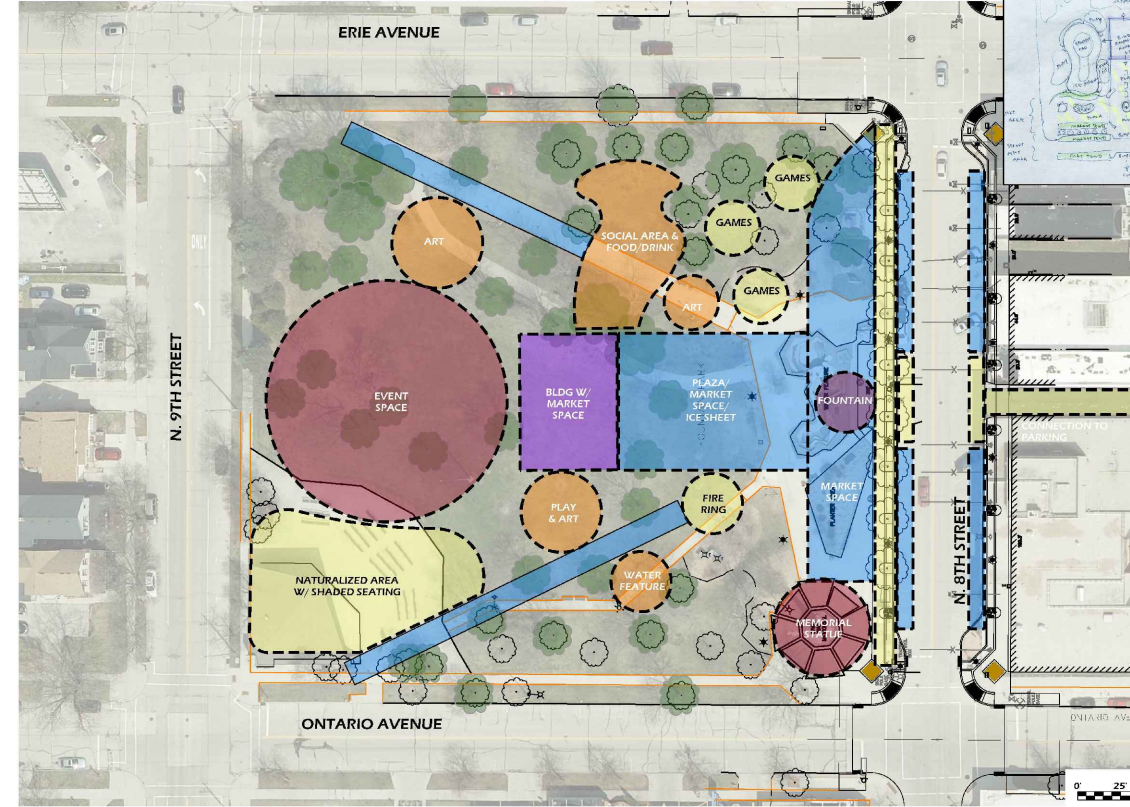 ERIE AVENUE
GAMES
GAMES
ART
SOCIAL AREA &
FOOD/DRINK
GAMES
ART
ONLY
N. 9TH STREET
EVENT
SPACE
BLDG W/
MARKET
SPACE
PLAZA/
MARKET
SPACE/
ICE SHEET
FOUNTAIN
CONNECTION TO
PARKING
MARKET
SPACE
PLANTER
FIRE
RING
PLAY
& ART
N. 8TH STREET
NATURALIZED AREA
W/ SHADED SEATING
WATER
FEATURE
MEMORIAL
STATUE
ONTARIO AVENUE
0' 25'